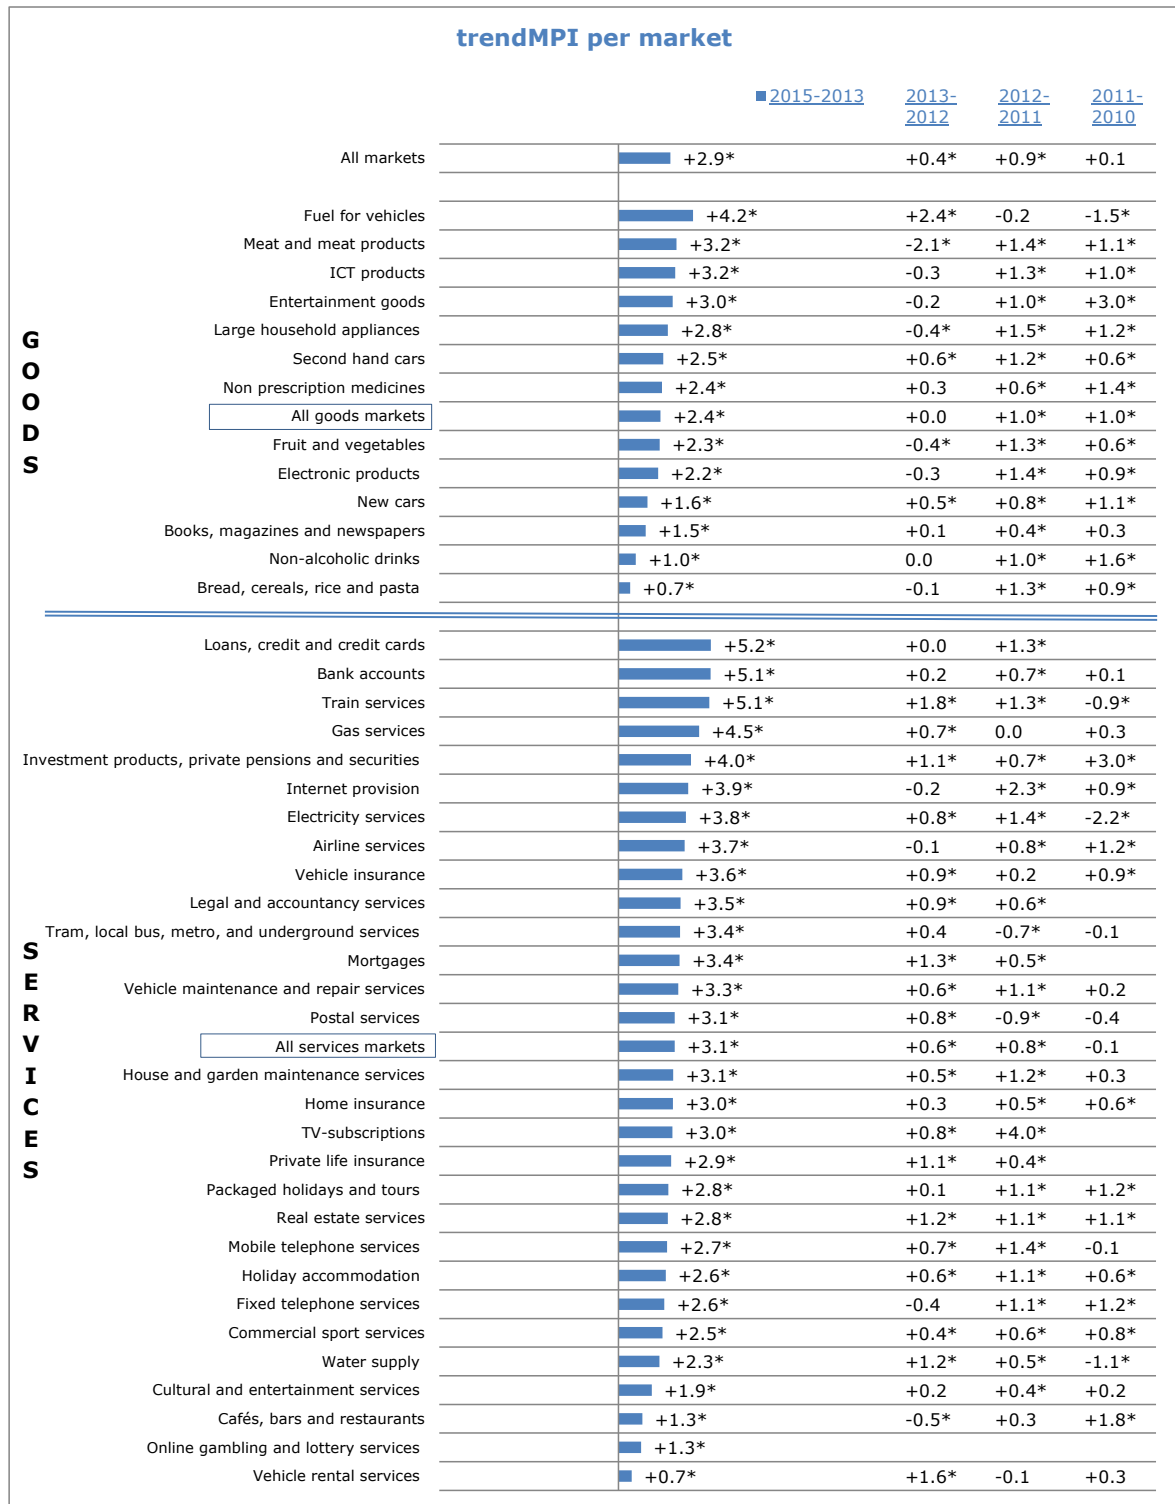 trendMPI per market
2015-2013 2013-2012 2012-2011 2011-2010
All markets +2.9* +0.4* +0.9* +0.1
GOODS
Fuel for vehicles +4.2* +2.4* -0.2 -1.5*
Meat and meat products +3.2* -2.1* +1.4* +1.1*
ICT products +3.2* -0.3 +1.3* +1.0*
Entertainment goods +3.0* -0.2 +1.0* +3.0*
Large household appliances +2.8* -0.4* +1.5* +1.2*
Second hand cars +2.5* +0.6* +1.2* +0.6*
Non prescription medicines +2.4* +0.3 +0.6* +1.4*
All goods markets +2.4* +0.0 +1.0* +1.0*
Fruit and vegetables +2.3* -0.4* +1.3* +0.6*
Electronic products +2.2* -0.3 +1.4* +0.9*
New cars +1.6* +0.5* +0.8* +1.1*
Books, magazines and newspapers +1.5* +0.1 +0.4* +0.3
Non-alcoholic drinks +1.0* 0.0 +1.0* +1.6*
Bread, cereals, rice and pasta +0.7* -0.1 +1.3* +0.9*
SERVICES
Loans, credit and credit cards +5.2* +0.0 +1.3*
Bank accounts +5.1* +0.2 +0.7* +0.1
Train services +5.1* +1.8* +1.3* -0.9*
Gas services +4.5* +0.7* 0.0 +0.3
Investment products, private pensions and securities +4.0* +1.1* +0.7* +3.0*
Internet provision +3.9* -0.2 +2.3* +0.9*
Electricity services +3.8* +0.8* +1.4* -2.2*
Airline services +3.7* -0.1 +0.8* +1.2*
Vehicle insurance +3.6* +0.9* +0.2 +0.9*
Legal and accountancy services +3.5* +0.9* +0.6*
Tram, local bus, metro, and underground services +3.4* +0.4 -0.7* -0.1
Mortgages +3.4* +1.3* +0.5*
Vehicle maintenance and repair services +3.3* +0.6* +1.1* +0.2
Postal services +3.1* +0.8* -0.9* -0.4
All services markets +3.1* +0.6* +0.8* -0.1
House and garden maintenance services +3.1* +0.5* +1.2* +0.3
Home insurance +3.0* +0.3 +0.5* +0.6*
TV-subscriptions +3.0* +0.8* +4.0*
Private life insurance +2.9* +1.1* +0.4*
Packaged holidays and tours +2.8* +0.1 +1.1* +1.2*
Real estate services +2.8* +1.2* +1.1* +1.1*
Mobile telephone services +2.7* +0.7* +1.4* -0.1
Holiday accommodation +2.6* +0.6* +1.1* +0.6*
Fixed telephone services +2.6* -0.4 +1.1* +1.2*
Commercial sport services +2.5* +0.4* +0.6* +0.8*
Water supply +2.3* +1.2* +0.5* -1.1*
Cultural and entertainment services +1.9* +0.2 +0.4* +0.2
Cafés, bars and restaurants +1.3* -0.5* +0.3 +1.8*
Online gambling and lottery services +1.3*
Vehicle rental services +0.7* +1.6* -0.1 +0.3